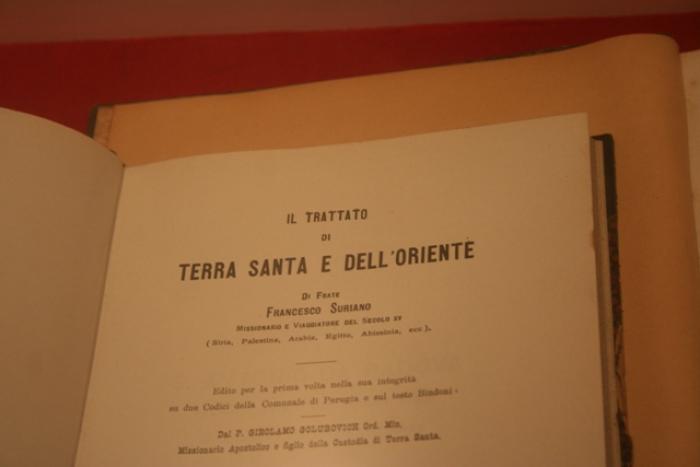 IL TRATTATO
DI
TERRA SANTA E DELL'ORIENTE
DI FRATE
FRANCESCO SURIANO
MISSIONARIO E VIAGGIATORE DEL SECOLO XV
(Siria, Palestina, Arabia, Egitto, Abissinia, ecc).
Edito per la prima volta nella sua integrità
su due Codici della Comunale di Perugia e sul testo Bindoni
Dal P. GIROLAMO GOLUBOVICH Ord. Min.
Missionario Apostolico e figlio della Custodia di Terra Santa.